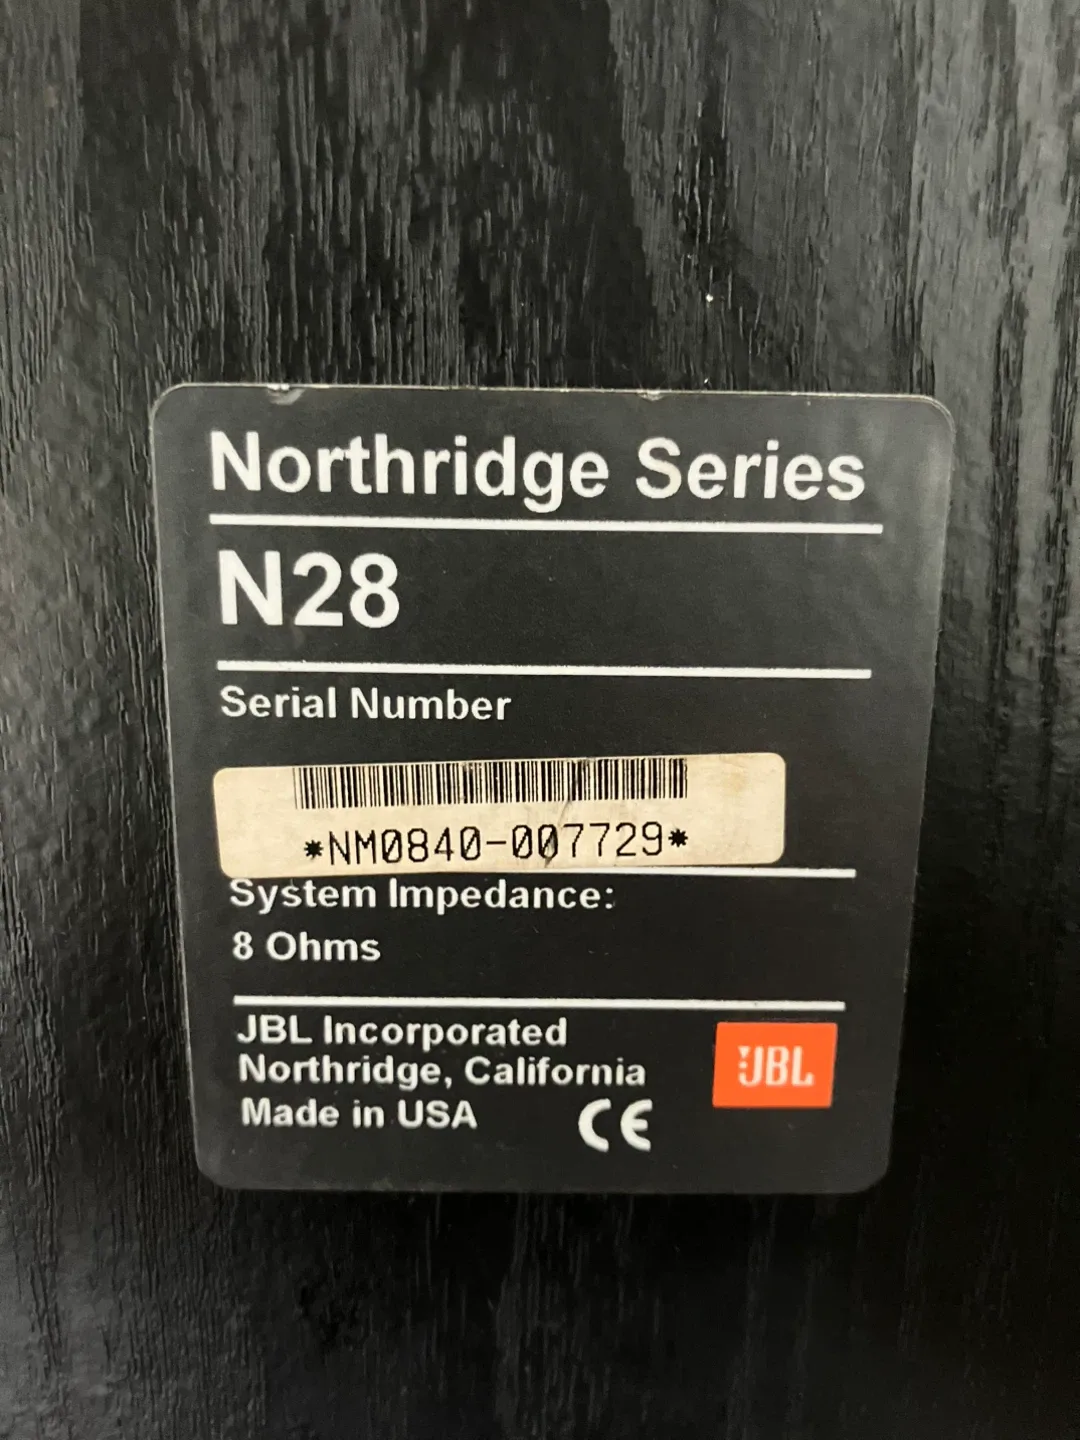 Northridge Series
N28
Serial Number
*NM0840-007729*
System Impedance:
8 Ohms
JBL Incorporated
Northridge, California
Made in USA
CE
JBL